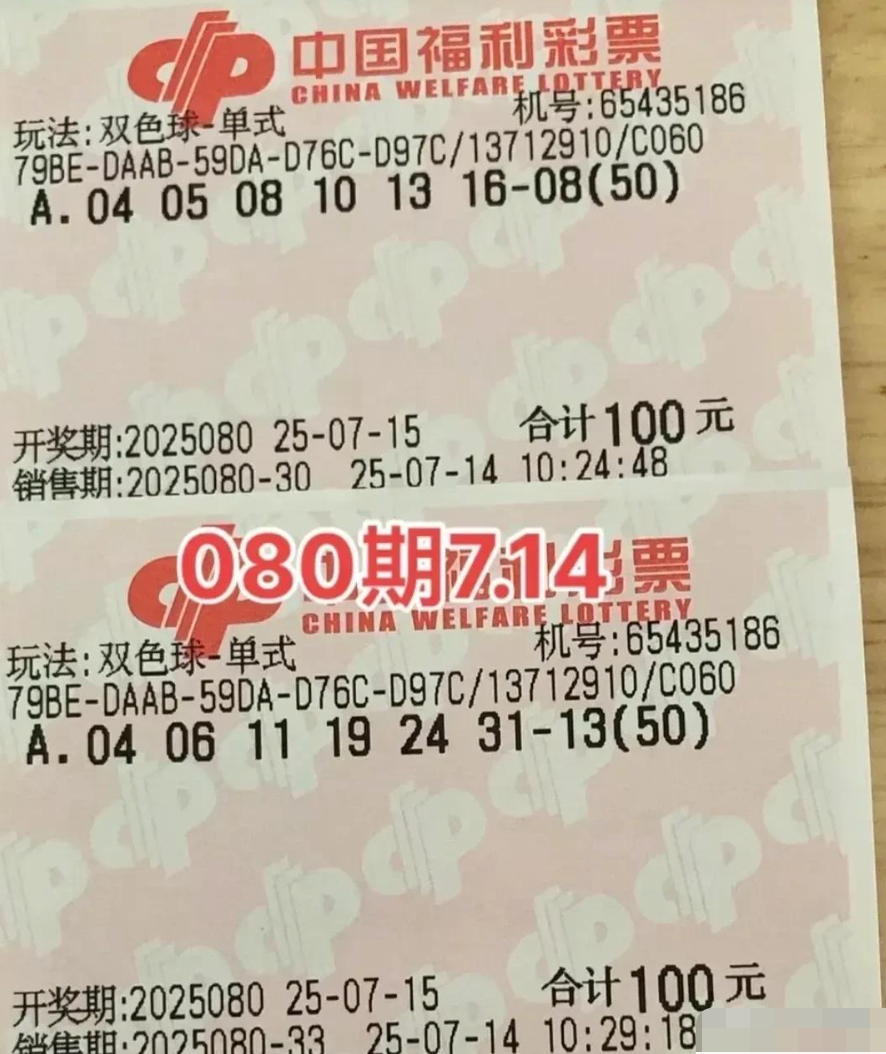 中国福利彩票
CHINA WELFARE LOTTERY
机号:65435186
玩法:双色球-单式
79BE-DAAB-59DA-D76C-D97C/13712910/C060
A. 04 05 08 10 13 16-08(50)
开奖期:2025080 25-07-15 合计100元
销售期:2025080-30 25-07-14 10:24:48
080期7.14
彩票
CHINA WELFARE LOTTERY
机号:65435186
玩法:双色球-单式
79BE-DAAB-59DA-D76C-D97C/13712910/C060
A. 04 06 11 19 24 31-13(50)
开奖期:2025080 25-07-15 合计100元
销售期:2025080-33 25-07-14 10:29:18